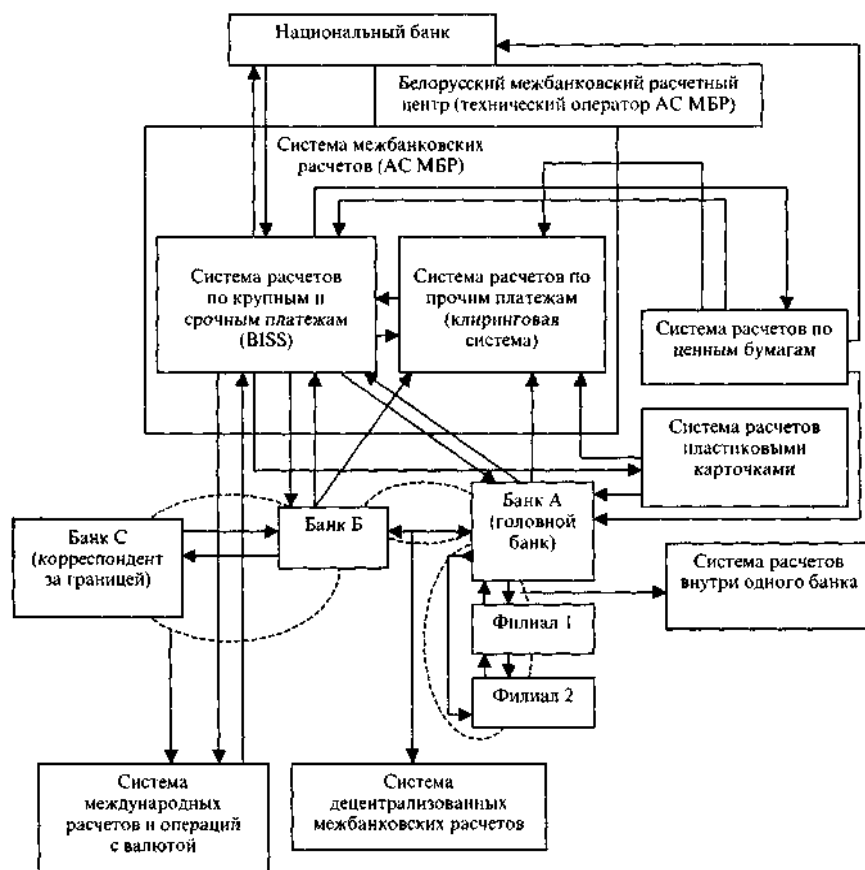 Национальный банк
Белорусский межбанковский расчетный
центр (технический оператор АС МБР)
Система межбанковских
расчетов (АС МБР)
Система расчетов
по крупным и
срочным платежам
(BISS)
Система расчетов по
прочим платежам
(клиринговая
система)
Система расчетов по
ценным бумагам
Система расчетов
пластиковыми
карточками
Банк С
(корреспондент
за границей)
Банк Б
Банк А
(головной
банк)
Система расчетов
внутри одного банка
Филиал 1
Филиал 2
Система
международных
расчетов и операций
с валютой
Система
децентрализованных
межбанковских расчетов